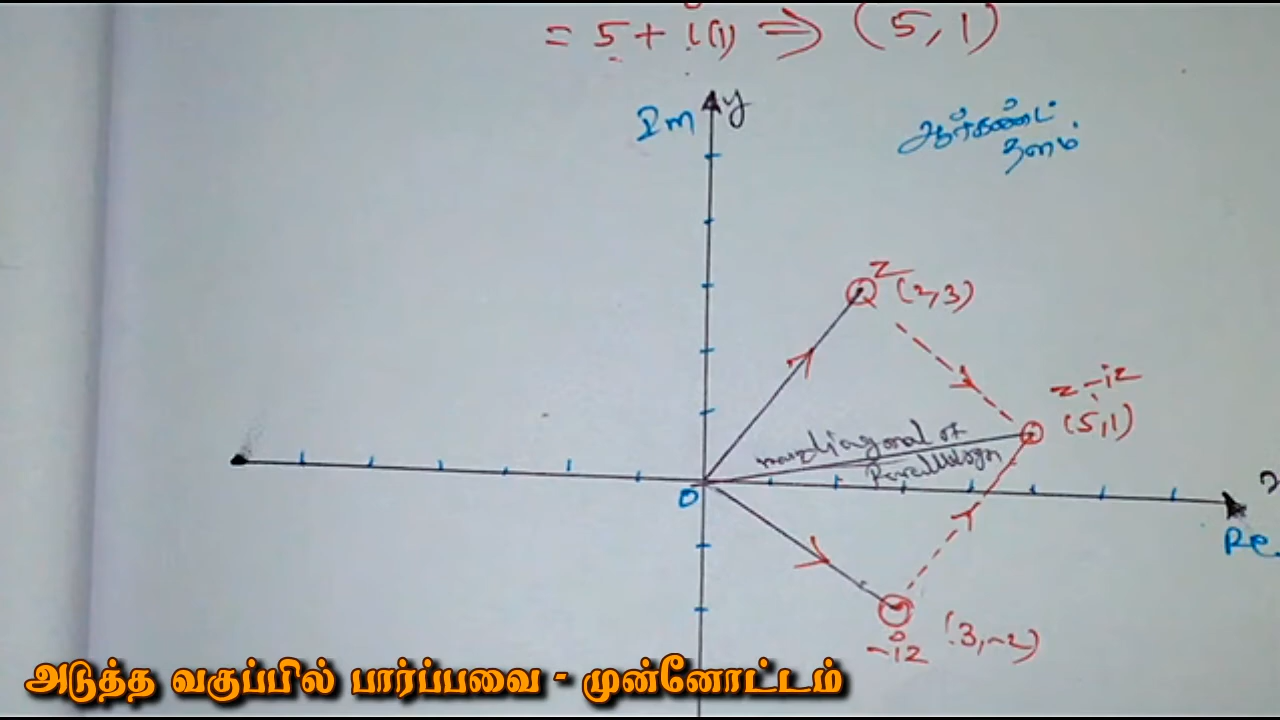 = 5 + i(1) ⇒ (5, 1)
Im y
ஆர்கண்ட்
தளம்
z (2,3)
z-iz
(5,1)
diagonal of
O
Re
-iz (3,-2)
அடுத்த வகுப்பில் பார்ப்பவை - முன்னோட்டம்